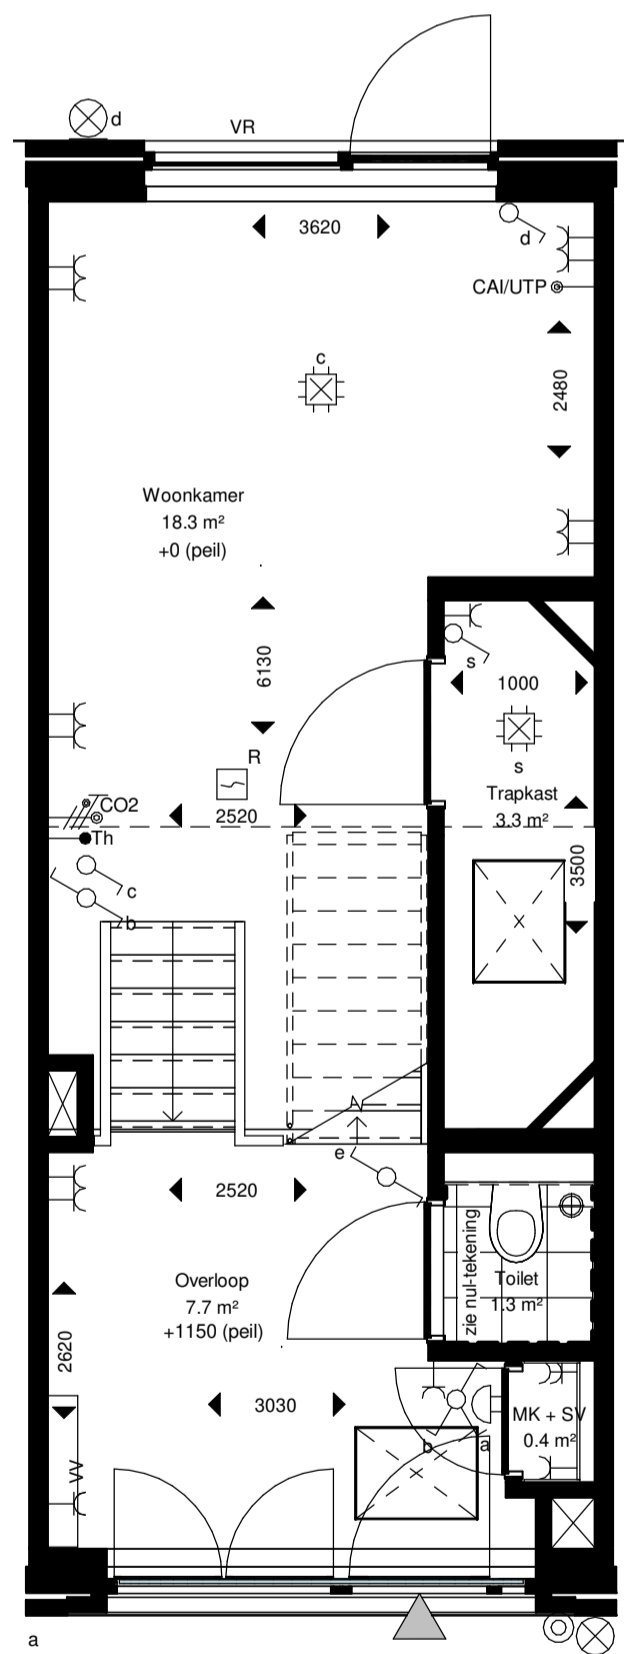 d
VR
3620
d
CAI/UTP
2480
c
Woonkamer
18.3 m²
+0 (peil)
6130
s
1000
s
Trapkast
3.3 m²
R
2520
CO2
Th
3500
c
b
e
2520
zie nul-tekening
Toilet
1.3 m²
Overloop
7.7 m²
+1150 (peil)
2620
3030
MK + SV
0.4 m²
b
a
VV
a